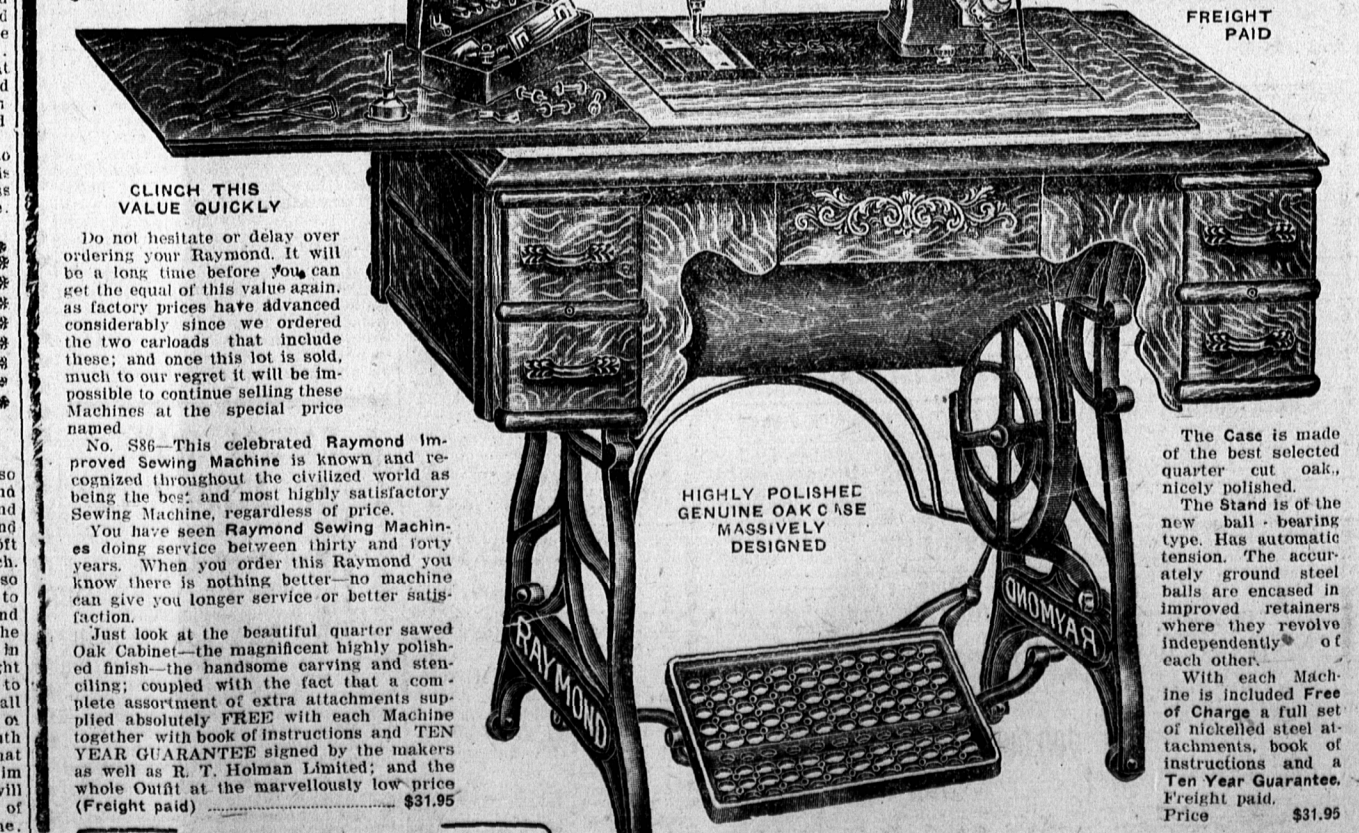 FREIGHT
PAID
CLINCH THIS
VALUE QUICKLY
Do not hesitate or delay over
ordering your Raymond. It will
be a long time before you can
get the equal of this value again,
as factory prices have advanced
considerably since we ordered
the two carloads that include
these; and once this lot is sold,
much to our regret it will be im-
possible to continue selling these
Machines at the special price
named
No. S86—This celebrated Raymond Im-
proved Sewing Machine is known and re-
cognized throughout the civilized world as
being the best and most highly satisfactory
Sewing Machine, regardless of price.
You have seen Raymond Sewing Machin-
es doing service between thirty and forty
years. When you order this Raymond you
know there is nothing better—no machine
can give you longer service or better satis-
faction.
Just look at the beautiful quarter sawed
Oak Cabinet—the magnificent highly polish-
ed finish—the handsome carving and sten-
ciling; coupled with the fact that a com-
plete assortment of extra attachments sup-
plied absolutely FREE with each Machine
together with book of instructions and TEN
YEAR GUARANTEE signed by the makers
as well as R. T. Holman Limited; and the
whole Outfit at the marvellously low price
(Freight paid) ................................ $31.95
HIGHLY POLISHED
GENUINE OAK CASE
MASSIVELY
DESIGNED
RAYMOND
RAYMOND
The Case is made
of the best selected
quarter cut oak.,
nicely polished.
The Stand is of the
new ball-bearing
type. Has automatic
tension. The accur-
ately ground steel
balls are encased in
improved retainers
where they revolve
independently of
each other.
With each Mach-
ine is included Free
of Charge a full set
of nickelled steel at-
tachments, book of
instructions and a
Ten Year Guarantee.
Freight paid.
Price $31.95